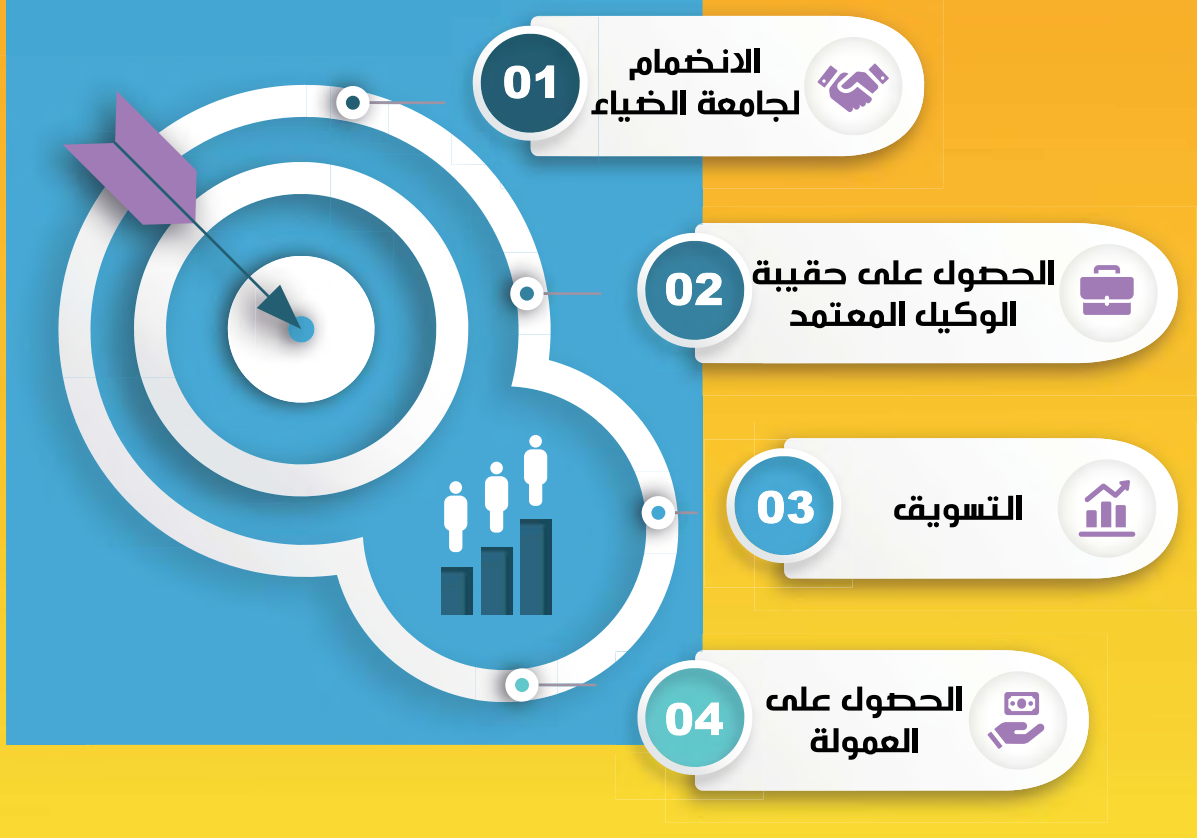 01
الانضمام
لجامعة الضياء
02
الحصول على حقيبة
الوكيل المعتمد
03
التسويق
04
الحصول على
العمولة